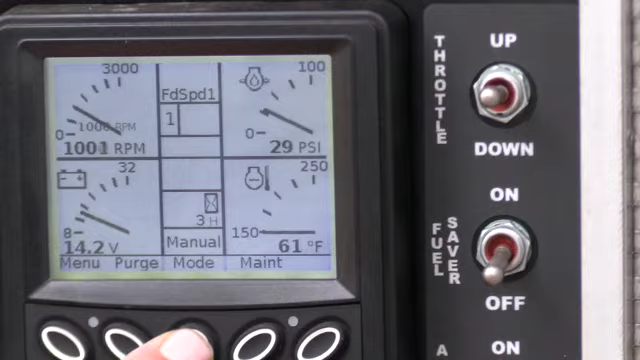 3000
0
1000 RPM
1001 RPM
FdSpd1
1
100
0
29 PSI
32
8
14.2 V
3 H
Manual
250
150
61 °F
Menu Purge Mode Maint
THROTTLE
UP
DOWN
FUEL SAVER
ON
OFF
A
ON